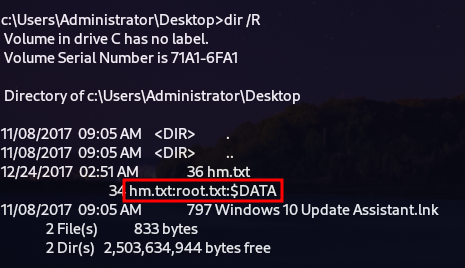 c:\Users\Administrator\Desktop>dir /R
Volume in drive C has no label.
Volume Serial Number is 71A1-6FA1
Directory of c:\Users\Administrator\Desktop
11/08/2017 09:05 AM <DIR> .
11/08/2017 09:05 AM <DIR> ..
12/24/2017 02:51 AM 36 hm.txt
34 hm.txt:root.txt:$DATA
11/08/2017 09:05 AM 797 Windows 10 Update Assistant.lnk
2 File(s) 833 bytes
2 Dir(s) 2,503,634,944 bytes free